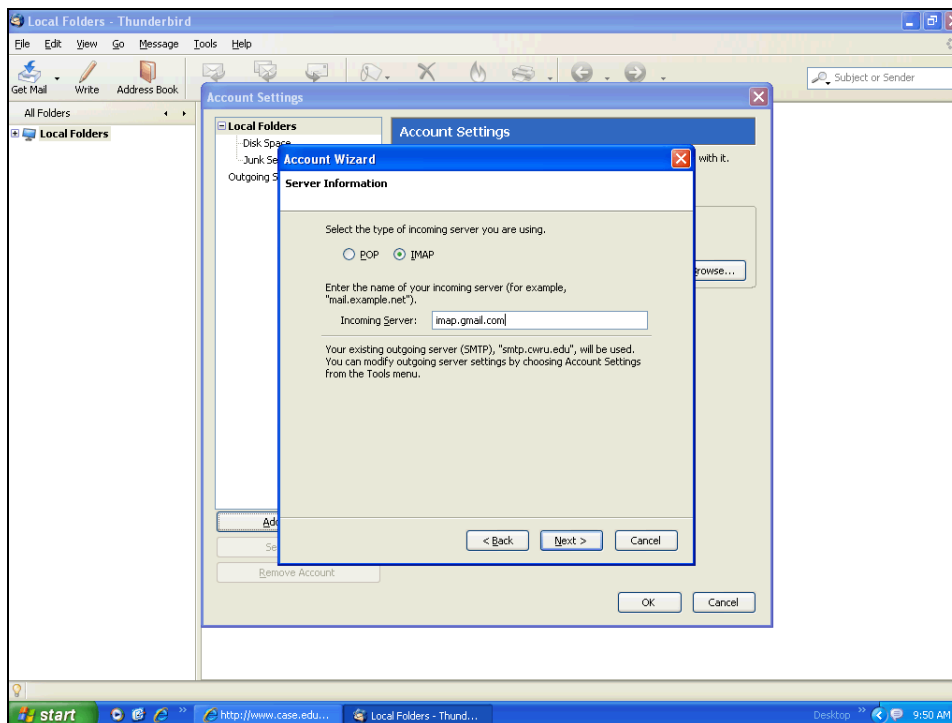 Local Folders - Thunderbird
File Edit View Go Message Tools Help
Get Mail Write Address Book
Subject or Sender
All Folders
Local Folders
Account Settings
Local Folders
Disk Space
Junk Se
Outgoing S
Account Settings
with it.
rowse...
Account Wizard
Server Information
Select the type of incoming server you are using.
POP IMAP
Enter the name of your incoming server (for example,
"mail.example.net").
Incoming Server: imap.gmail.com
Your existing outgoing server (SMTP), "smtp.cwru.edu", will be used.
You can modify outgoing server settings by choosing Account Settings
from the Tools menu.
< Back Next > Cancel
Add
Se
Remove Account
OK Cancel
start http://www.case.edu... Local Folders - Thund... Desktop 9:50 AM